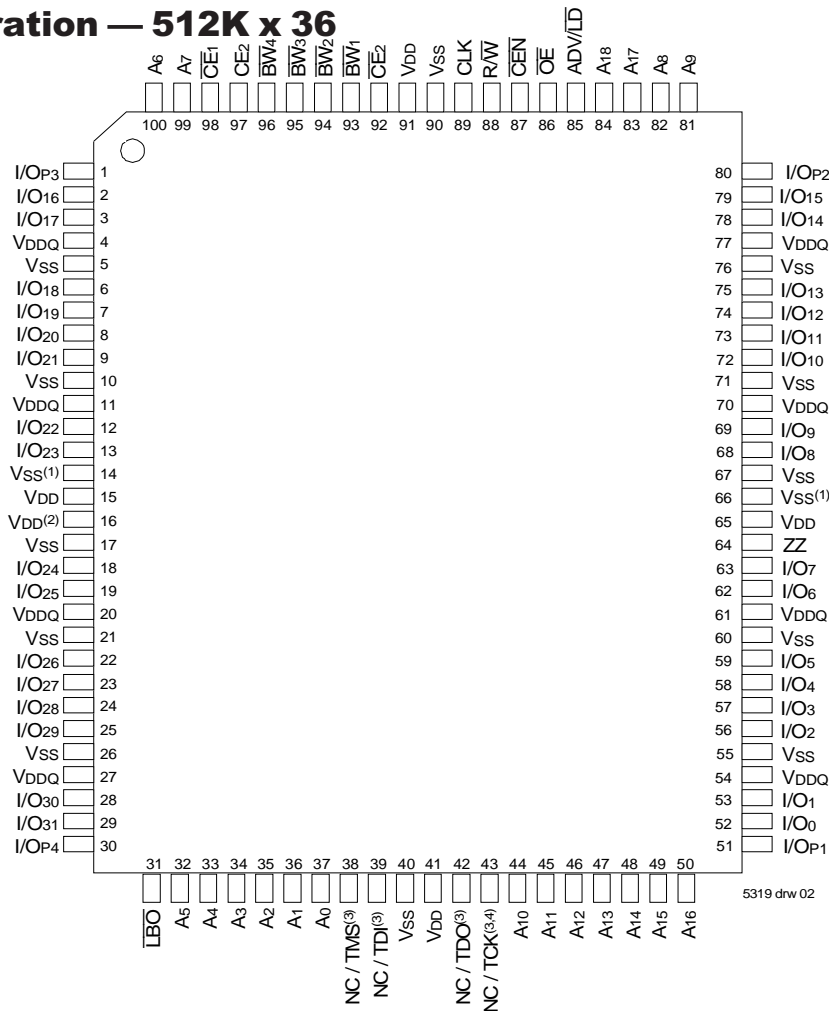 ration — 512K x 36
A6 A7 CE1 CE2 BW4 BW3 BW2 BW1 CE2 VDD VSS CLK R/W CEN OE ADV/LD A18 A17 A8 A9
100 99 98 97 96 95 94 93 92 91 90 89 88 87 86 85 84 83 82 81
I/OP3 1 80 I/OP2
I/O16 2 79 I/O15
I/O17 3 78 I/O14
VDDQ 4 77 VDDQ
VSS 5 76 VSS
I/O18 6 75 I/O13
I/O19 7 74 I/O12
I/O20 8 73 I/O11
I/O21 9 72 I/O10
VSS 10 71 VSS
VDDQ 11 70 VDDQ
I/O22 12 69 I/O9
I/O23 13 68 I/O8
VSS(1) 14 67 VSS
VDD 15 66 VSS(1)
VDD(2) 16 65 VDD
VSS 17 64 ZZ
I/O24 18 63 I/O7
I/O25 19 62 I/O6
VDDQ 20 61 VDDQ
VSS 21 60 VSS
I/O26 22 59 I/O5
I/O27 23 58 I/O4
I/O28 24 57 I/O3
I/O29 25 56 I/O2
VSS 26 55 VSS
VDDQ 27 54 VDDQ
I/O30 28 53 I/O1
I/O31 29 52 I/O0
I/OP4 30 51 I/OP1
31 32 33 34 35 36 37 38 39 40 41 42 43 44 45 46 47 48 49 50
LBO A5 A4 A3 A2 A1 A0 NC / TMS(3) NC / TDI(3) VSS VDD NC / TDO(3) NC / TCK(3,4) A10 A11 A12 A13 A14 A15 A16
5319 drw 02